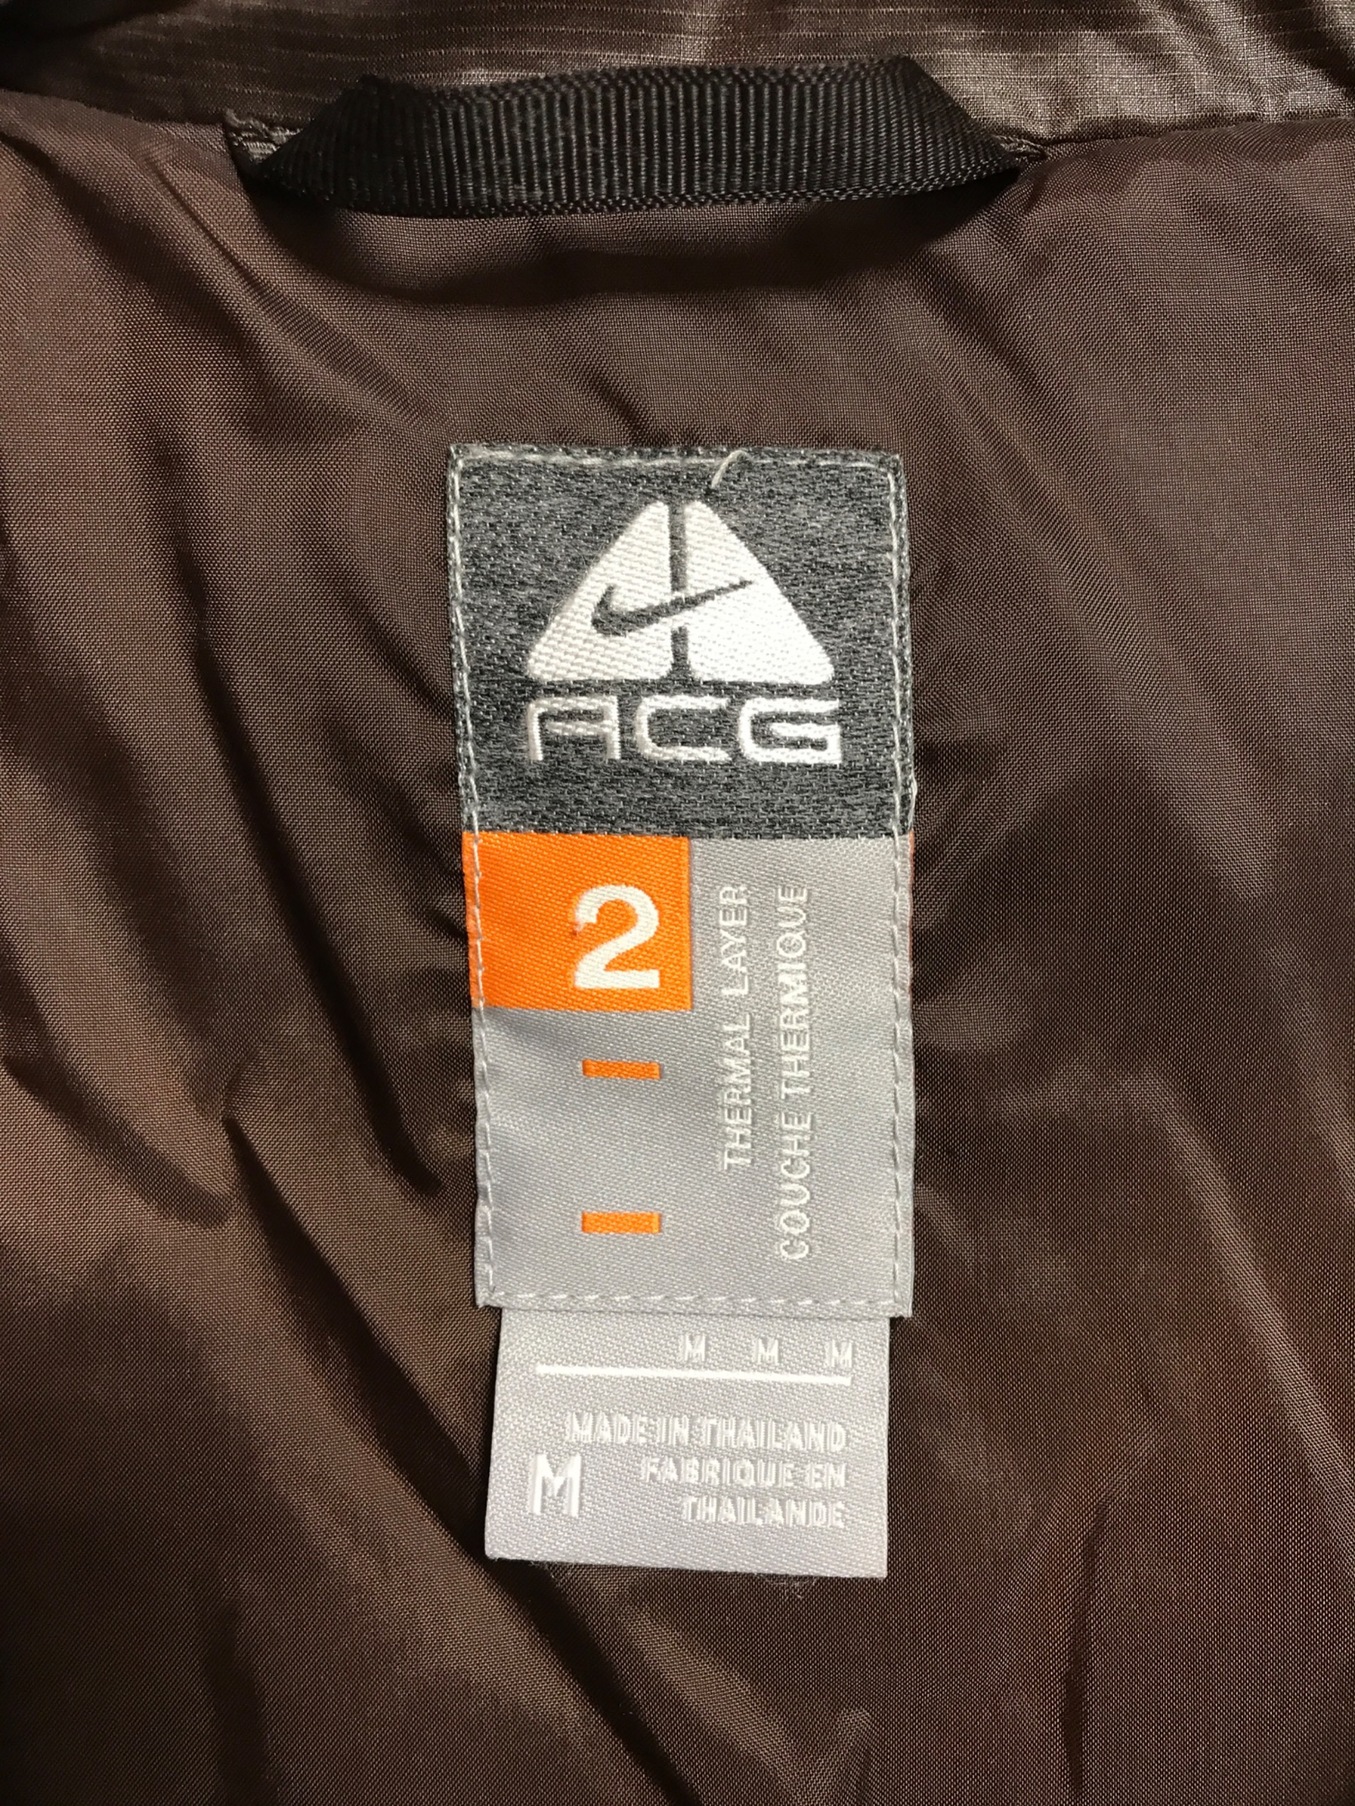 ACG
2
THERMAL LAYER
COUCHE THERMIQUE
M M M
MADE IN THAILAND
M
FABRIQUE EN
THAILANDE